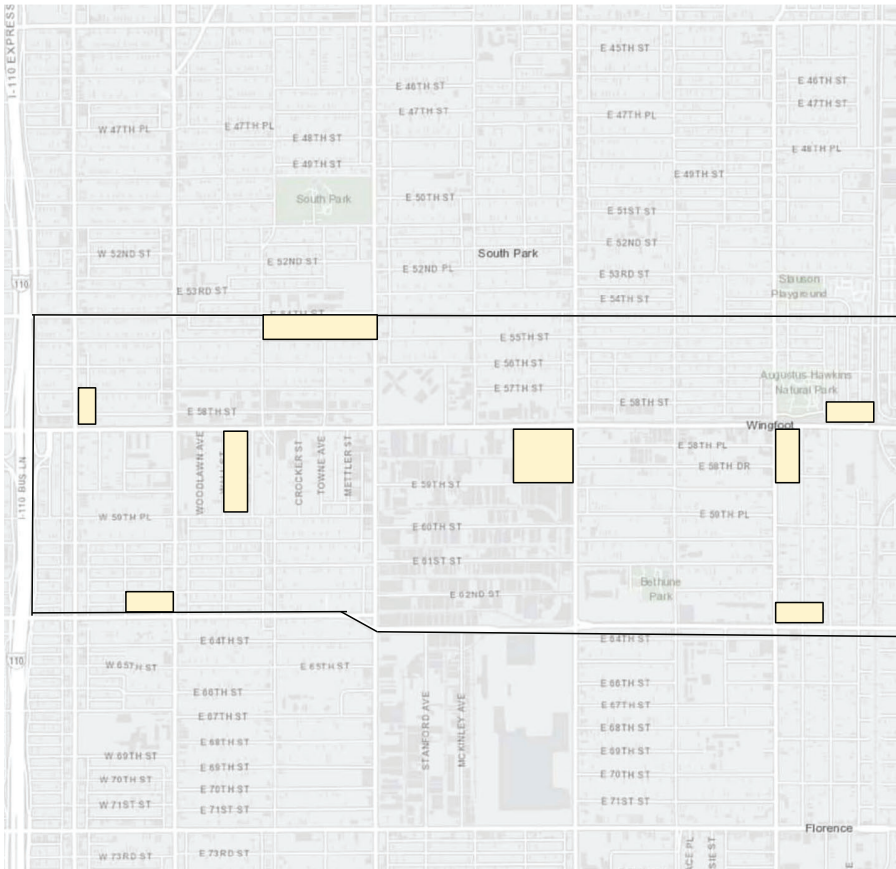 I-110 EXPRESS
E 45TH ST
E 46TH ST
E 46TH ST
E 47TH ST
E 47TH ST
W 47TH PL
E 47TH PL
E 47TH PL
E 48TH ST
E 48TH PL
E 49TH ST
E 49TH ST
South Park
E 50TH ST
E 51ST ST
W 52ND ST
E 52ND ST
E 52ND PL
South Park
E 52ND ST
E 53RD ST
E 53RD ST
Slauson
Playground
110
E 54TH ST
E 54TH ST
E 55TH ST
E 56TH ST
E 57TH ST
Augustus Hawkins
Natural Park
E 58TH ST
E 58TH ST
Wingfoot
WOODLAWN AVE
CROCKER ST
TOWNE AVE
METTLER ST
E 58TH PL
E 58TH DR
I-110 BUS LN
E 59TH ST
W 59TH PL
E 59TH PL
E 60TH ST
E 61ST ST
E 62ND ST
Bethune
Park
E 64TH ST
E 64TH ST
110
W 65TH ST
E 65TH ST
E 66TH ST
E 66TH ST
E 67TH ST
E 67TH ST
STANFORD AVE
MCKINLEY AVE
E 68TH ST
E 68TH ST
W 69TH ST
E 69TH ST
E 69TH ST
W 70TH ST
E 70TH ST
E 70TH ST
W 71ST ST
E 71ST ST
E 71ST ST
Florence
W 73RD ST
E 73RD ST
ACE PL
SIE ST
E